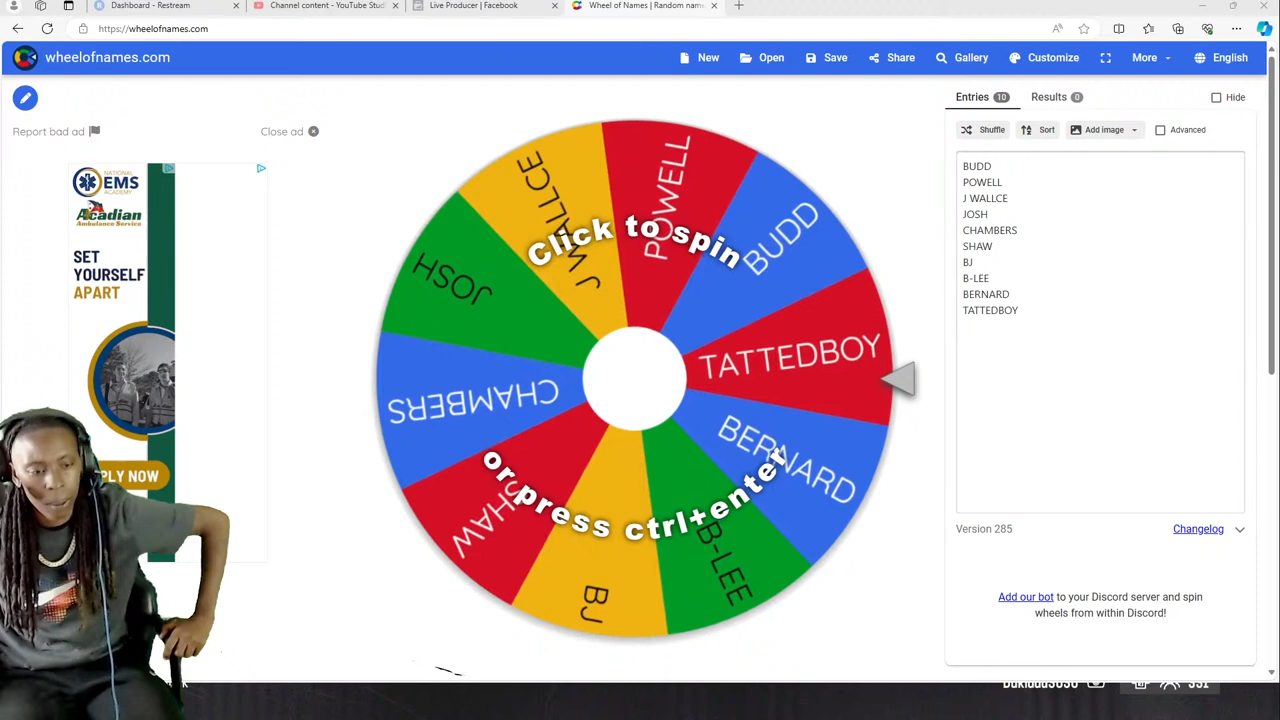 Dashboard - Restream
Channel content - YouTube Stud
Live Producer | Facebook
Wheel of Names | Random name
https://wheelofnames.com
wheelofnames.com
New
Open
Save
Share
Gallery
Customize
More
English
Report bad ad
Close ad
NATIONAL
EMS
ACADEMY
Acadian
Ambulance Service
SET
YOURSELF
APART
PLY NOW
POWELL
BUDD
TATTEDBOY
BERNARD
B-LEE
BJ
SHAW
CHAMBERS
JOSH
J WALLCE
Click to spin
or press ctrl+enter
Entries 10
Results 0
Hide
Shuffle
Sort
Add image
Advanced
BUDD
POWELL
J WALLCE
JOSH
CHAMBERS
SHAW
BJ
B-LEE
BERNARD
TATTEDBOY
Version 285
Changelog
Add our bot to your Discord server and spin
wheels from within Discord!